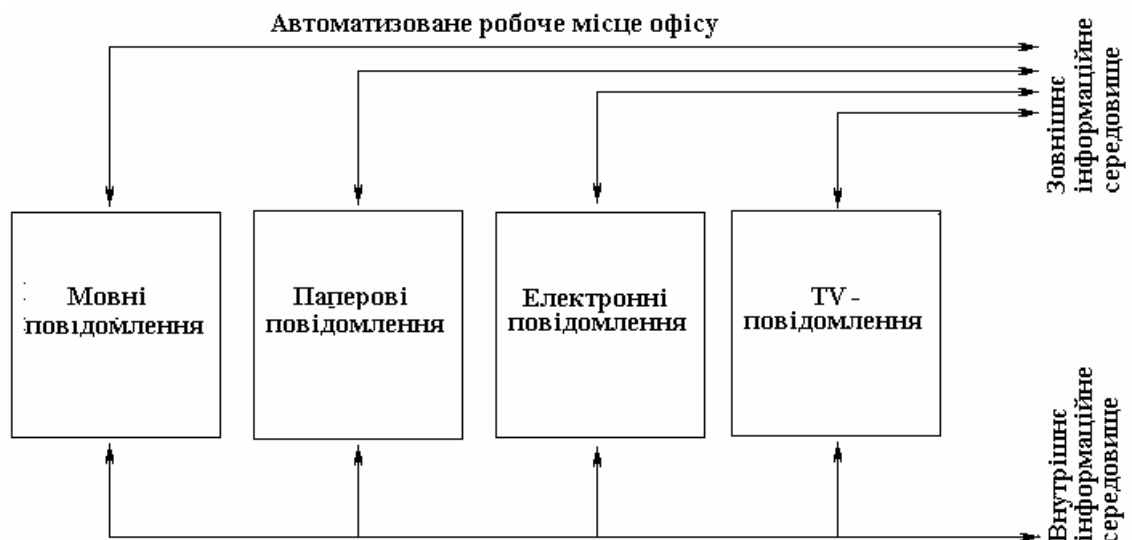 Автоматизоване робоче місце офісу
Зовнішнє
інформаційне
середовище
Мовні
повідомлення
Паперові
повідомлення
Електронні
повідомлення
TV -
повідомлення
Внутрішнє
інформаційне
середовище